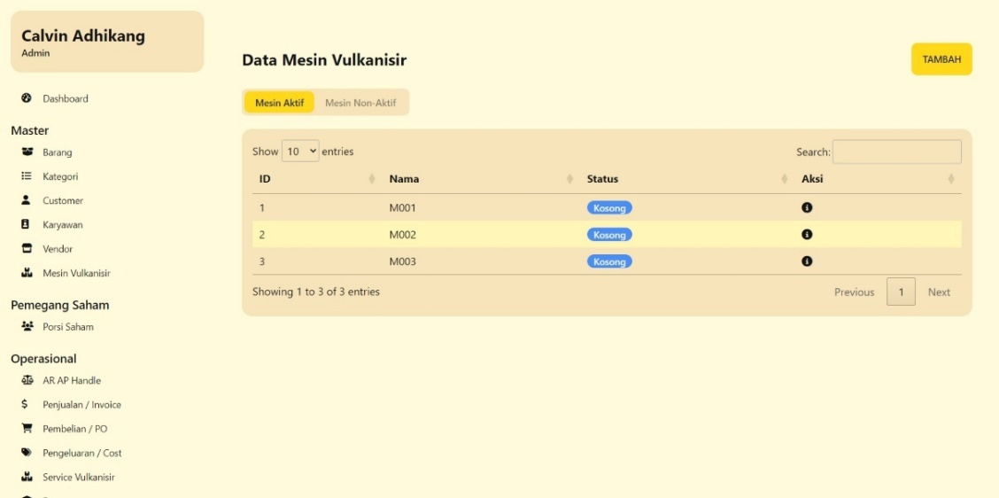 Calvin Adhikang
Admin
Dashboard
Master
Barang
Kategori
Customer
Karyawan
Vendor
Mesin Vulkanisir
Pemegang Saham
Porsi Saham
Operasional
AR AP Handle
Penjualan / Invoice
Pembelian / PO
Pengeluaran / Cost
Service Vulkanisir
Data Mesin Vulkanisir
TAMBAH
Mesin Aktif Mesin Non-Aktif
Show 10 entries Search:
ID Nama Status Aksi
1 M001 Kosong
2 M002 Kosong
3 M003 Kosong
Showing 1 to 3 of 3 entries Previous 1 Next